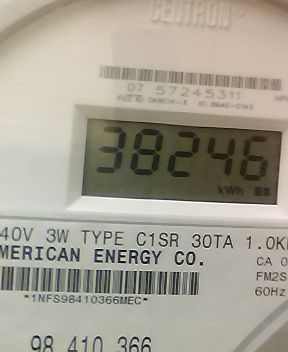 CENTRON
07 57245311
38246
kWh
40V 3W TYPE C1SR 30TA 1.0K
MERICAN ENERGY CO.
CA 0
FM2S
60Hz
*1NFS98410366MEC*
98 410 366